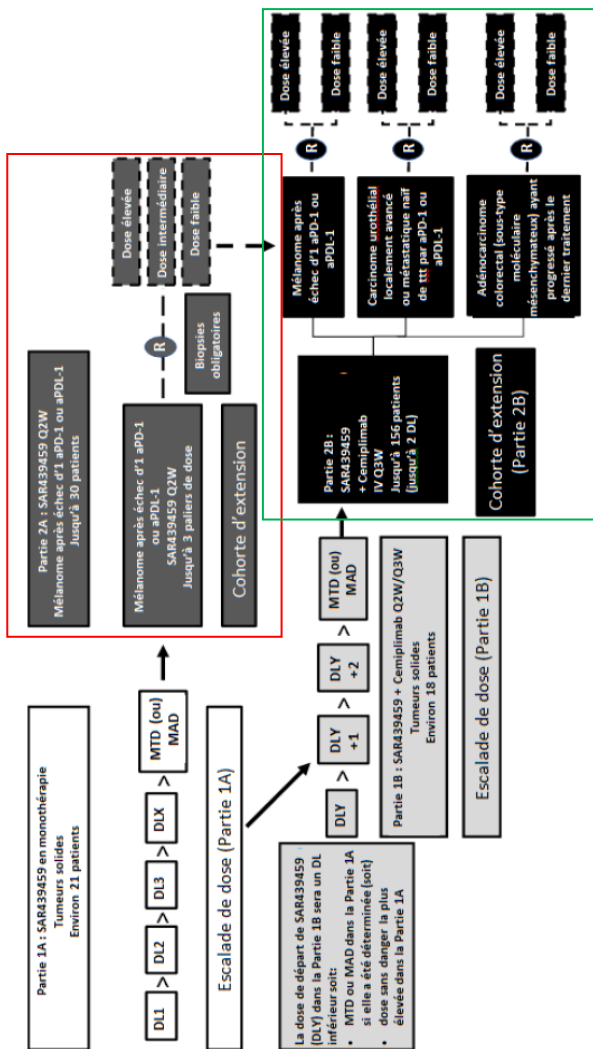 Partie 1A : SAR439459 en monothérapie
Tumeurs solides
Environ 21 patients
DL1
>
DL2
>
DL3
>
DLX
>
MTD (ou)
MAD
Escalade de dose (Partie 1A)
Partie 2A : SAR439459 Q2W
Mélanome après échec d'1 aPD-1 ou aPDL-1
Jusqu'à 30 patients
Mélanome après échec d'1 aPD-1
ou aPDL-1
SAR439459 Q2W
Jusqu'à 3 paliers de dose
R
Dose élevée
Dose intermédiaire
Dose faible
Biopsies
obligatoires
Cohorte d'extension
La dose de départ de SAR439459
(DLY) dans la Partie 1B sera un DL
inférieur soit:
• MTD ou MAD dans la Partie 1A
si elle a été déterminée (soit)
• dose sans danger la plus
élevée dans la Partie 1A
DLY
>
DLY
+1
>
DLY
+2
>
MTD (ou)
MAD
Partie 1B : SAR439459 + Cemiplimab Q2W/Q3W
Tumeurs solides
Environ 18 patients
Escalade de dose (Partie 1B)
Partie 2B :
SAR439459
+ Cemiplimab
IV Q3W
Jusqu'à 156 patients
(jusqu'à 2 DL)
Cohorte d'extension
(Partie 2B)
Mélanome après
échec d'1 aPD-1 ou
aPDL-1
R
Dose élevée
Dose faible
Carcinome urothélial
localement avancé
ou métastatique naïf
de ttt par aPD-1 ou
aPDL-1
R
Dose élevée
Dose faible
Adénocarcinome
colorectal (sous-type
moléculaire
mésenchymateux) ayant
progressé après le
dernier traitement
R
Dose élevée
Dose faible